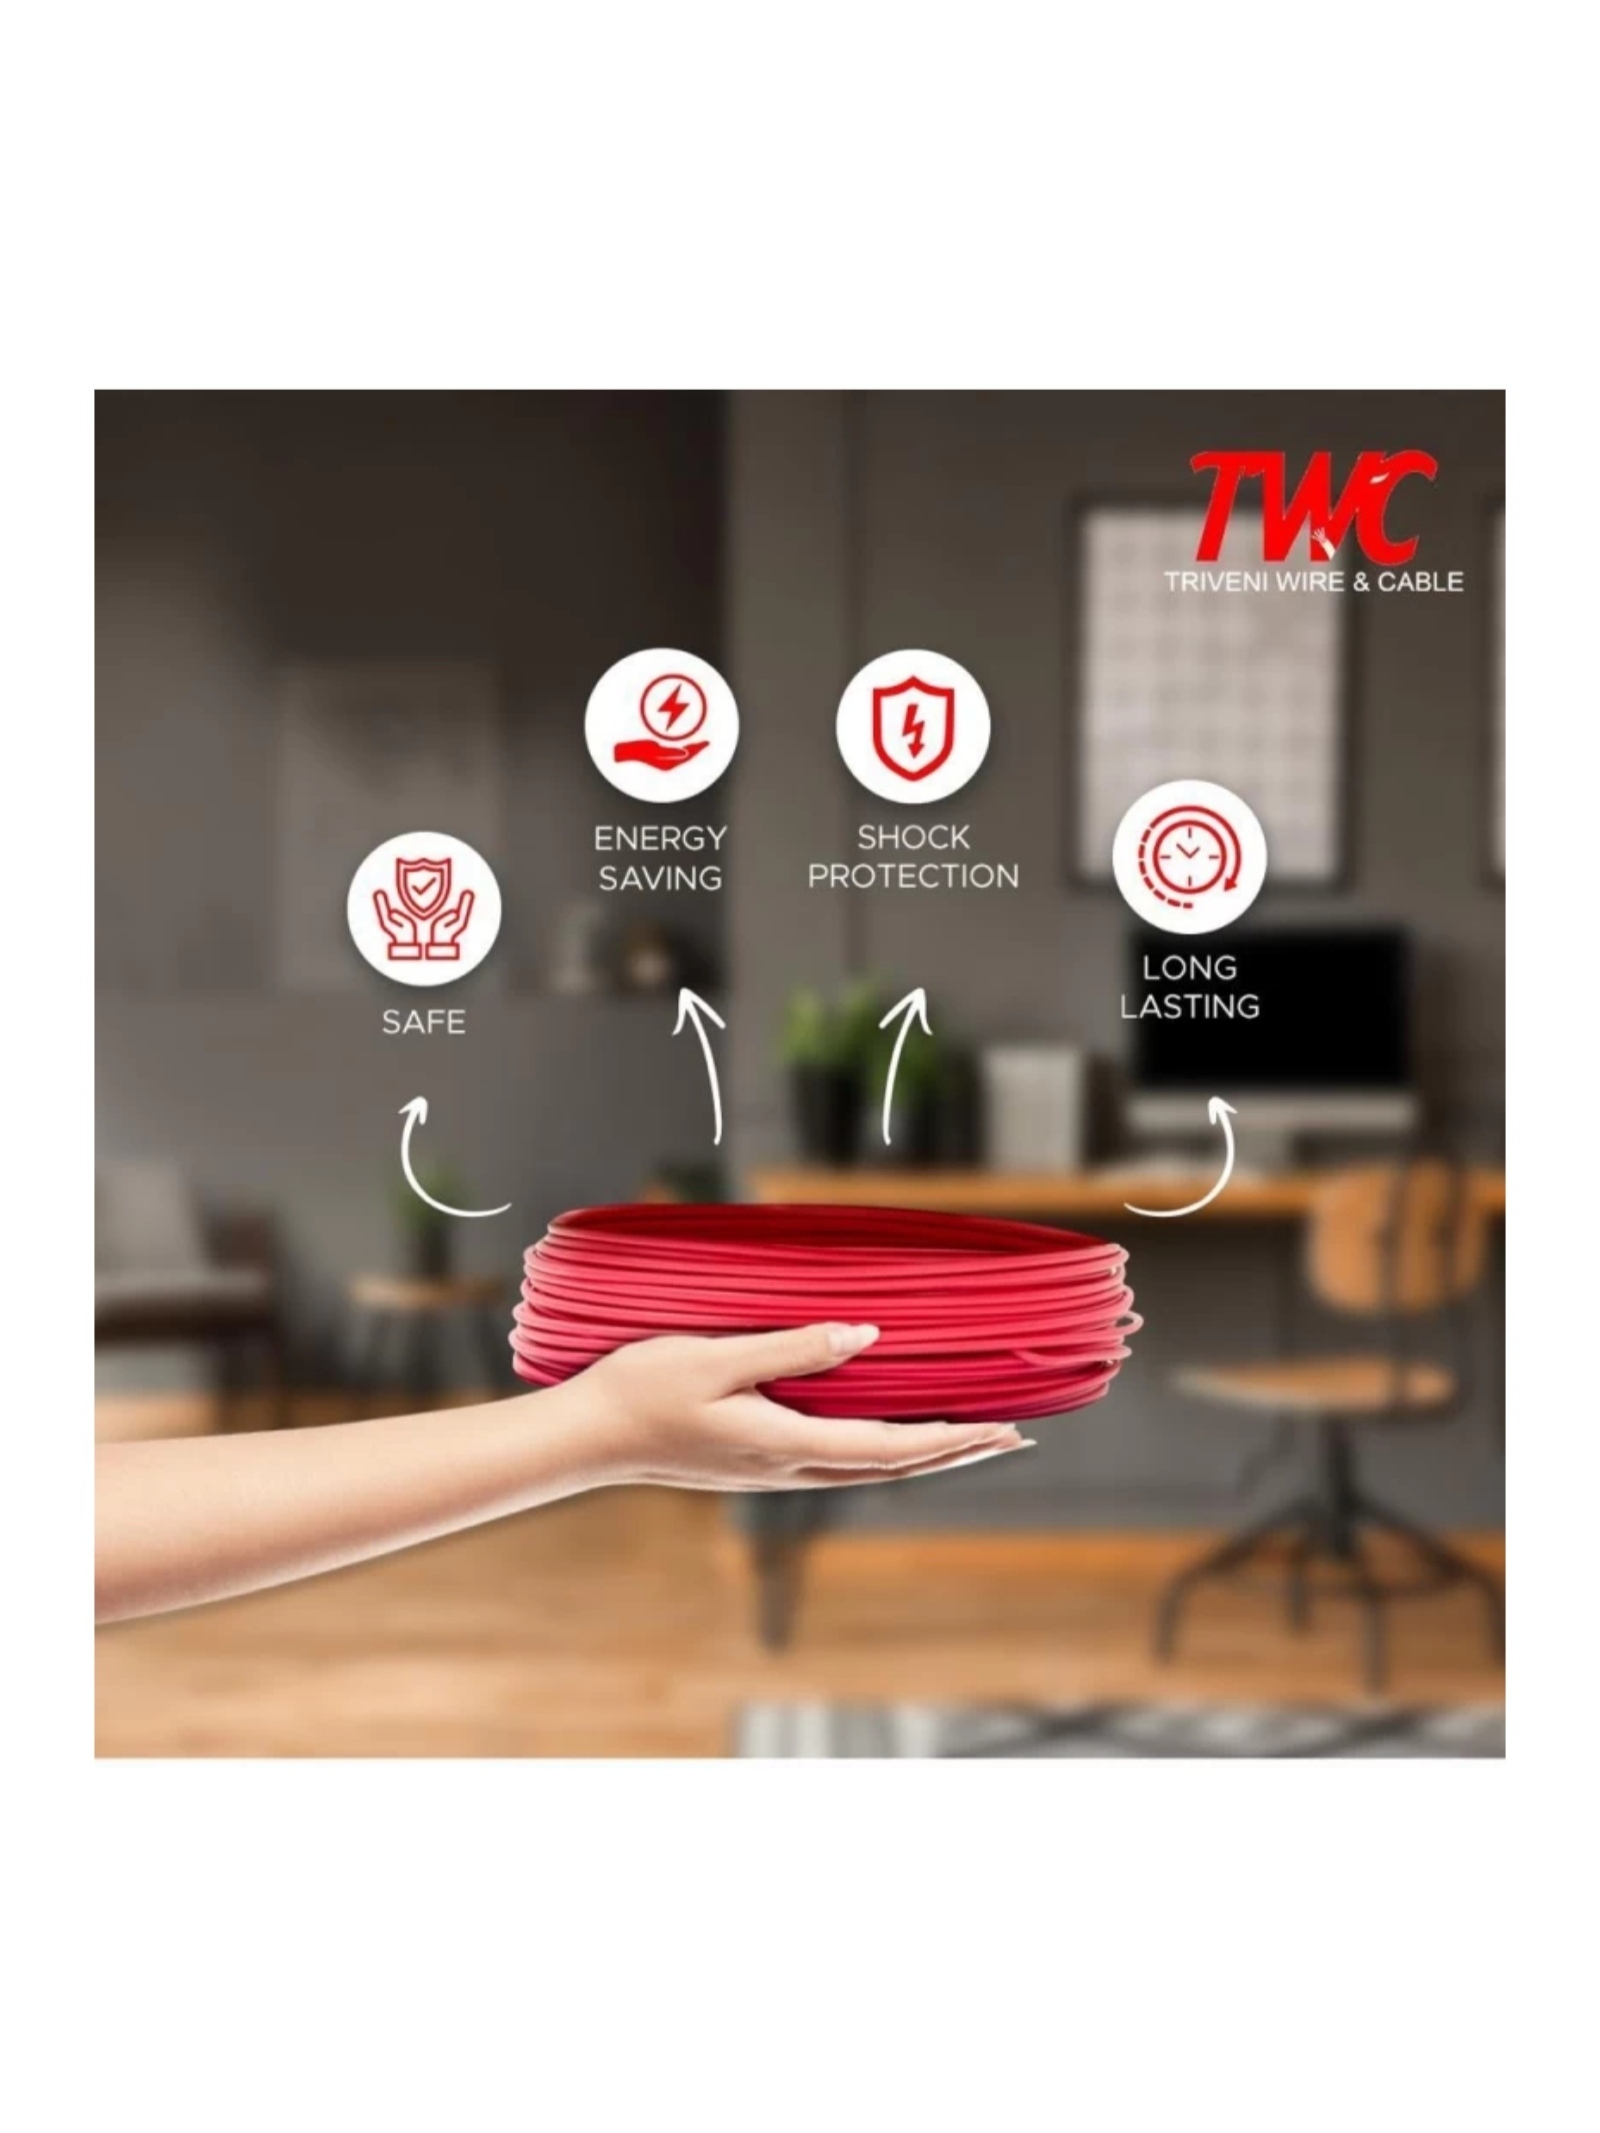 TWC
TRIVENI WIRE & CABLE
ENERGY
SAVING
SHOCK
PROTECTION
SAFE
LONG
LASTING